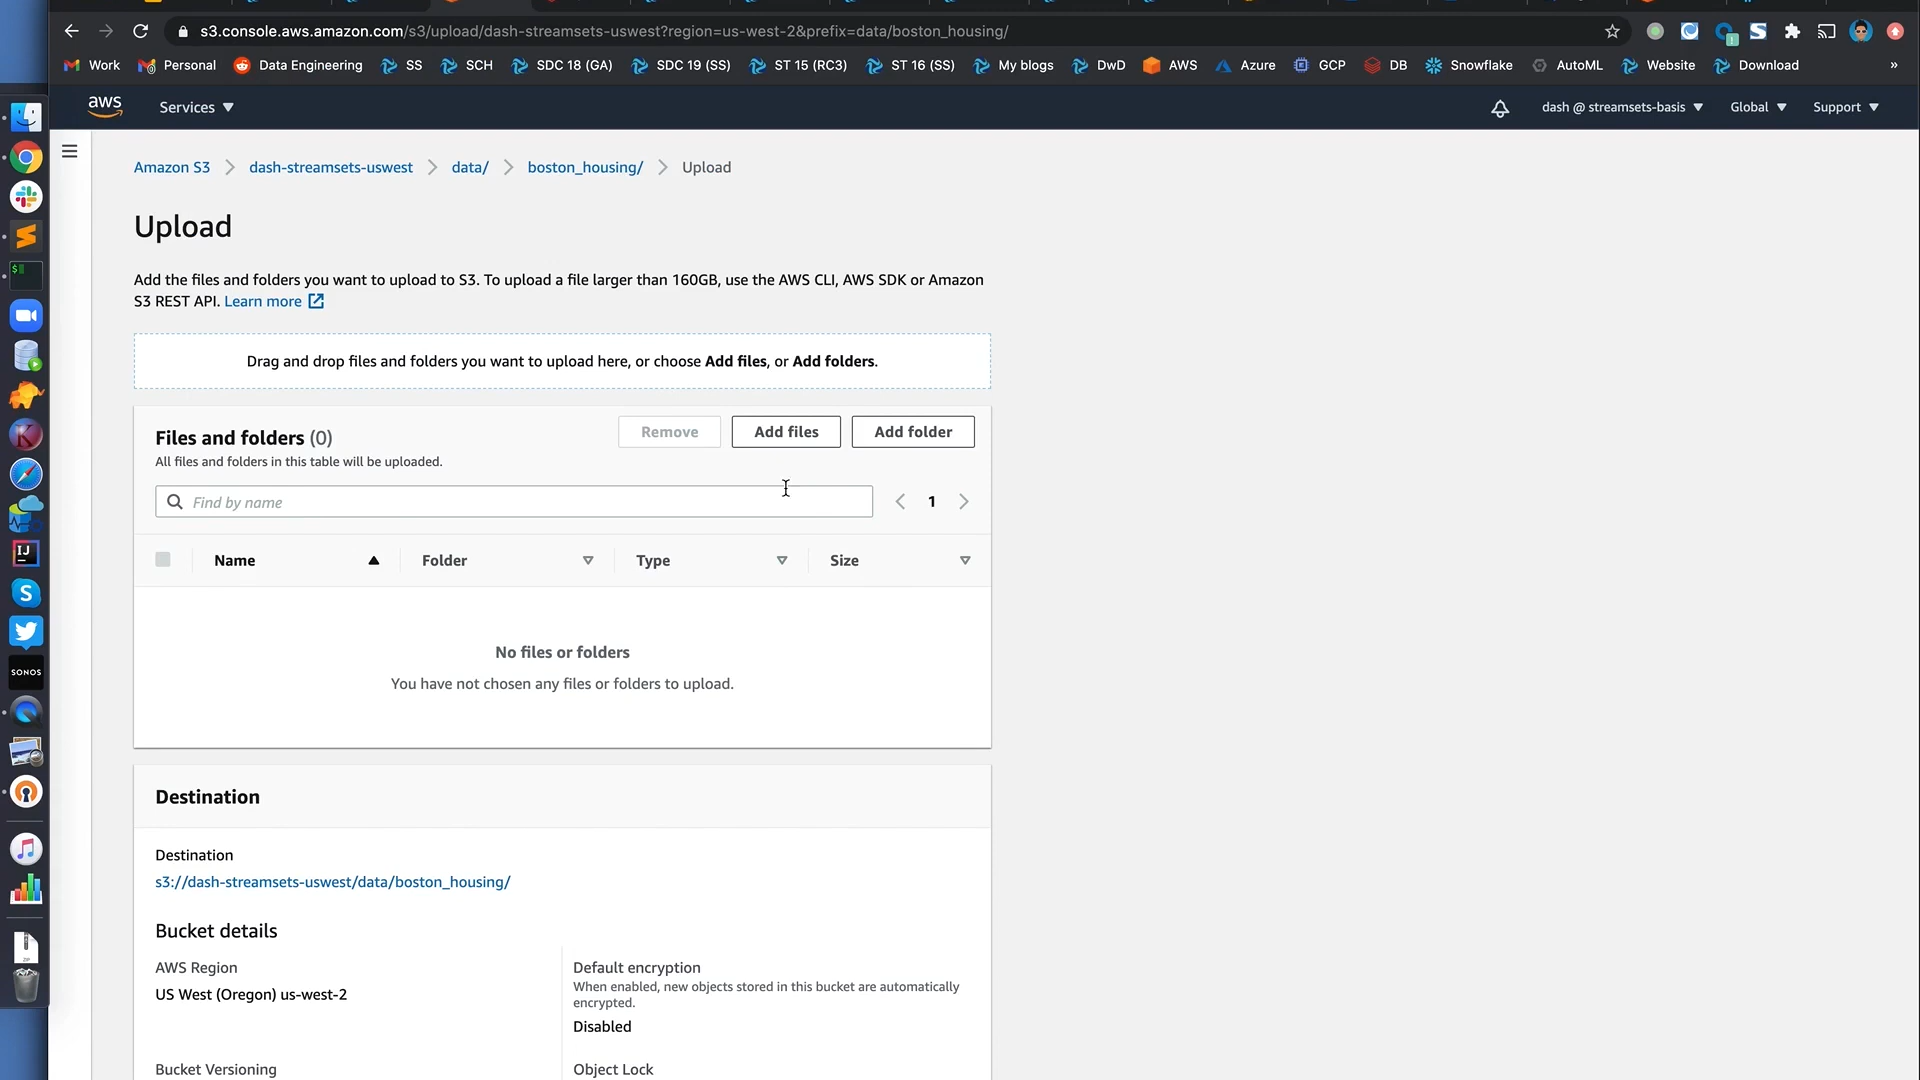 s3.console.aws.amazon.com/s3/upload/dash-streamsets-uswest?region=us-west-2&prefix=data/boston_housing/
Work Personal Data Engineering SS SCH SDC 18 (GA) SDC 19 (SS) ST 15 (RC3) ST 16 (SS) My blogs DwD AWS Azure GCP DB Snowflake AutoML Website Download »
aws Services dash @ streamsets-basis Global Support
Amazon S3 dash-streamsets-uswest data/ boston_housing/ Upload
Upload
Add the files and folders you want to upload to S3. To upload a file larger than 160GB, use the AWS CLI, AWS SDK or Amazon
S3 REST API. Learn more
Drag and drop files and folders you want to upload here, or choose Add files, or Add folders.
Files and folders (0) Remove Add files Add folder
All files and folders in this table will be uploaded.
Find by name 1
Name Folder Type Size
No files or folders
You have not chosen any files or folders to upload.
Destination
Destination
s3://dash-streamsets-uswest/data/boston_housing/
Bucket details
AWS Region
US West (Oregon) us-west-2
Default encryption
When enabled, new objects stored in this bucket are automatically
encrypted.
Disabled
Bucket Versioning
Object Lock
SONOS